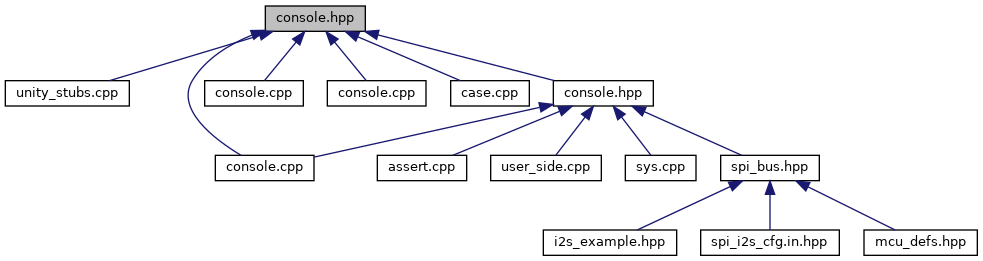 console.hpp
unity_stubs.cpp
console.cpp
console.cpp
case.cpp
console.hpp
console.cpp
assert.cpp
user_side.cpp
sys.cpp
spi_bus.hpp
i2s_example.hpp
spi_i2s_cfg.in.hpp
mcu_defs.hpp